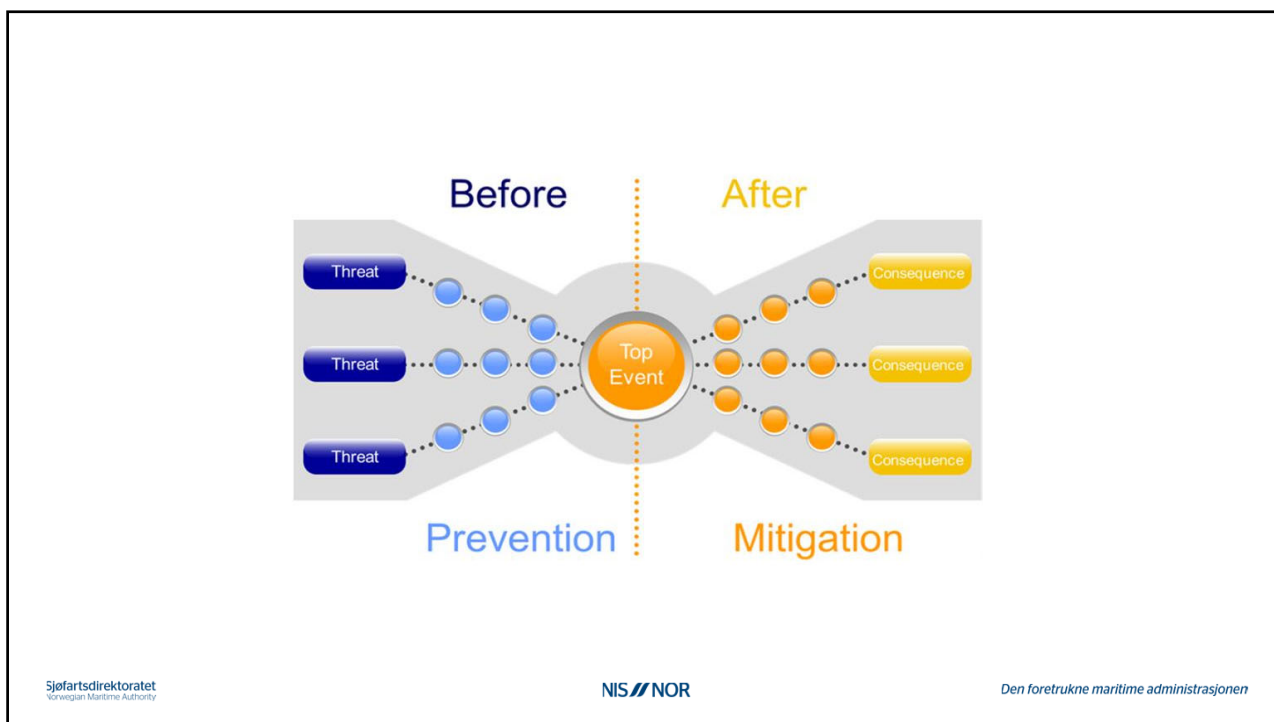 Before
After
Threat
Consequence
Threat
Top
Event
Consequence
Threat
Consequence
Prevention
Mitigation
Sjøfartsdirektoratet
Norwegian Maritime Authority
NIS NOR
Den foretrukne maritime administrasjonen